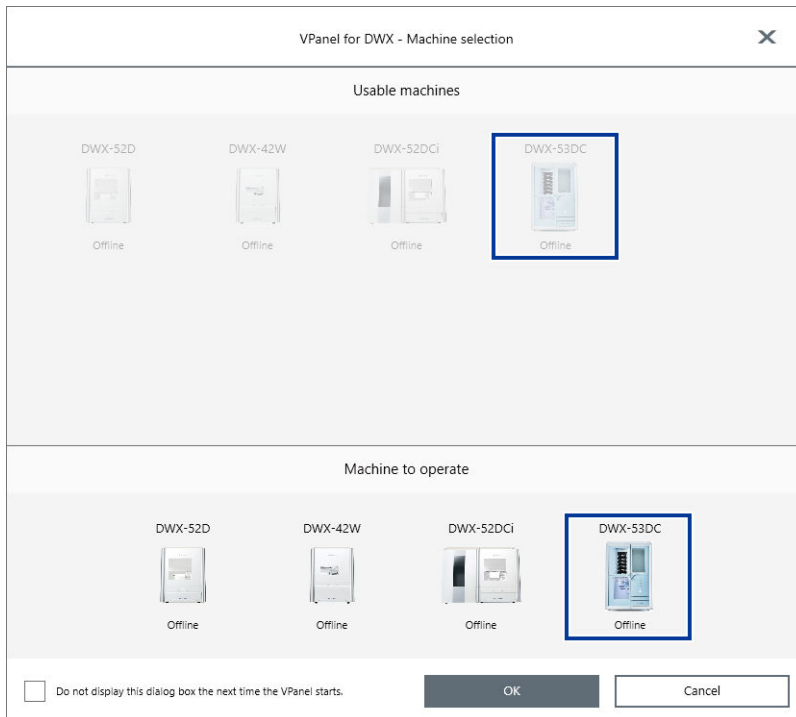 VPanel for DWX - Machine selection
Usable machines
DWX-52D DWX-42W DWX-52DCi DWX-53DC
Offline Offline Offline Offline
Machine to operate
DWX-52D DWX-42W DWX-52DCi DWX-53DC
Offline Offline Offline Offline
Do not display this dialog box the next time the VPanel starts. OK Cancel